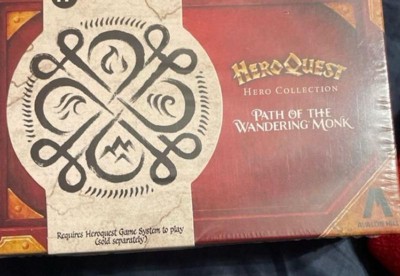 HEROQUEST
HERO COLLECTION
PATH OF THE
WANDERING MONK
Requires Heroquest Game System to play
(sold separately)